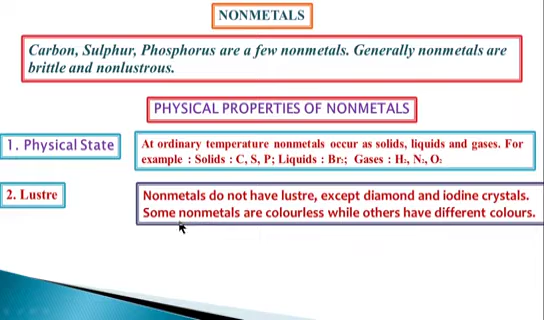 NONMETALS
Carbon, Sulphur, Phosphorus are a few nonmetals. Generally nonmetals are
brittle and nonlustrous.
PHYSICAL PROPERTIES OF NONMETALS
1. Physical State
At ordinary temperature nonmetals occur as solids, liquids and gases. For
example : Solids : C, S, P; Liquids : Br₂; Gases : H₂, N₂, O₂
2. Lustre
Nonmetals do not have lustre, except diamond and iodine crystals.
Some nonmetals are colourless while others have different colours.